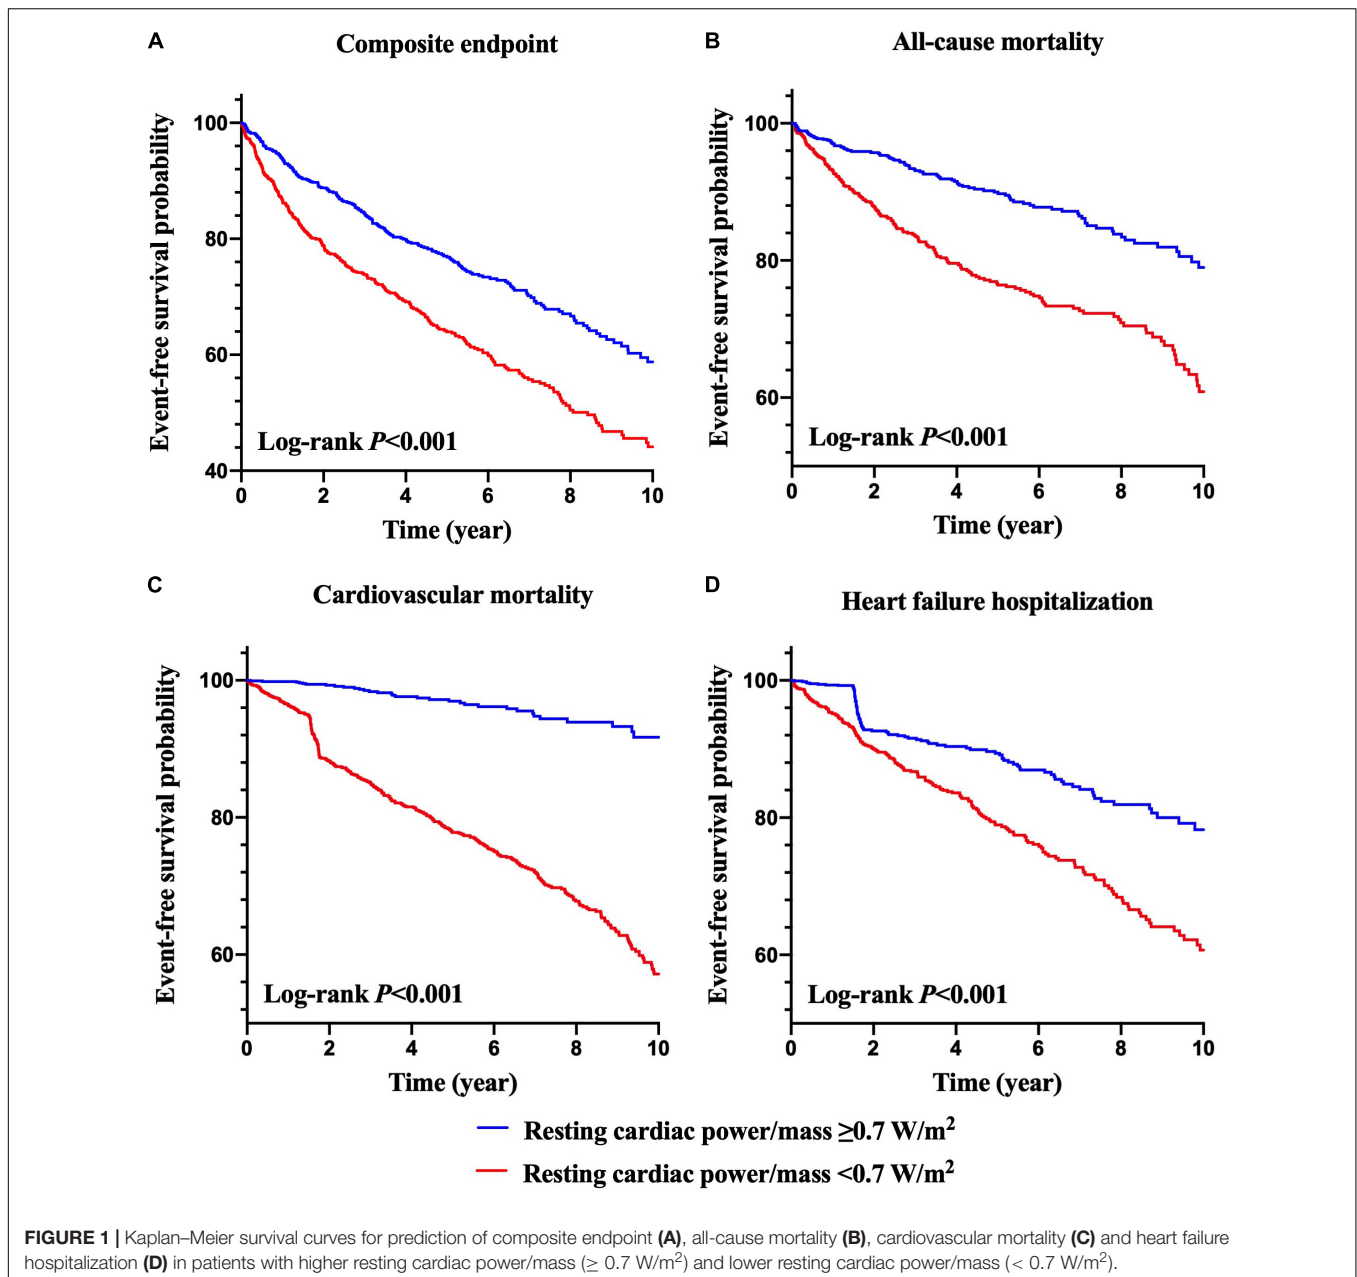 A
Composite endpoint
Event-free survival probability
100
80
60
40
Log-rank P<0.001
0 2 4 6 8 10
Time (year)
B
All-cause mortality
Event-free survival probability
100
80
60
Log-rank P<0.001
0 2 4 6 8 10
Time (year)
C
Cardiovascular mortality
Event-free survival probability
100
80
60
Log-rank P<0.001
0 2 4 6 8 10
Time (year)
D
Heart failure hospitalization
Event-free survival probability
100
80
60
Log-rank P<0.001
0 2 4 6 8 10
Time (year)
Resting cardiac power/mass ≥0.7 W/m²
Resting cardiac power/mass <0.7 W/m²
FIGURE 1 | Kaplan–Meier survival curves for prediction of composite endpoint (A), all-cause mortality (B), cardiovascular mortality (C) and heart failure
hospitalization (D) in patients with higher resting cardiac power/mass (≥ 0.7 W/m²) and lower resting cardiac power/mass (< 0.7 W/m²).